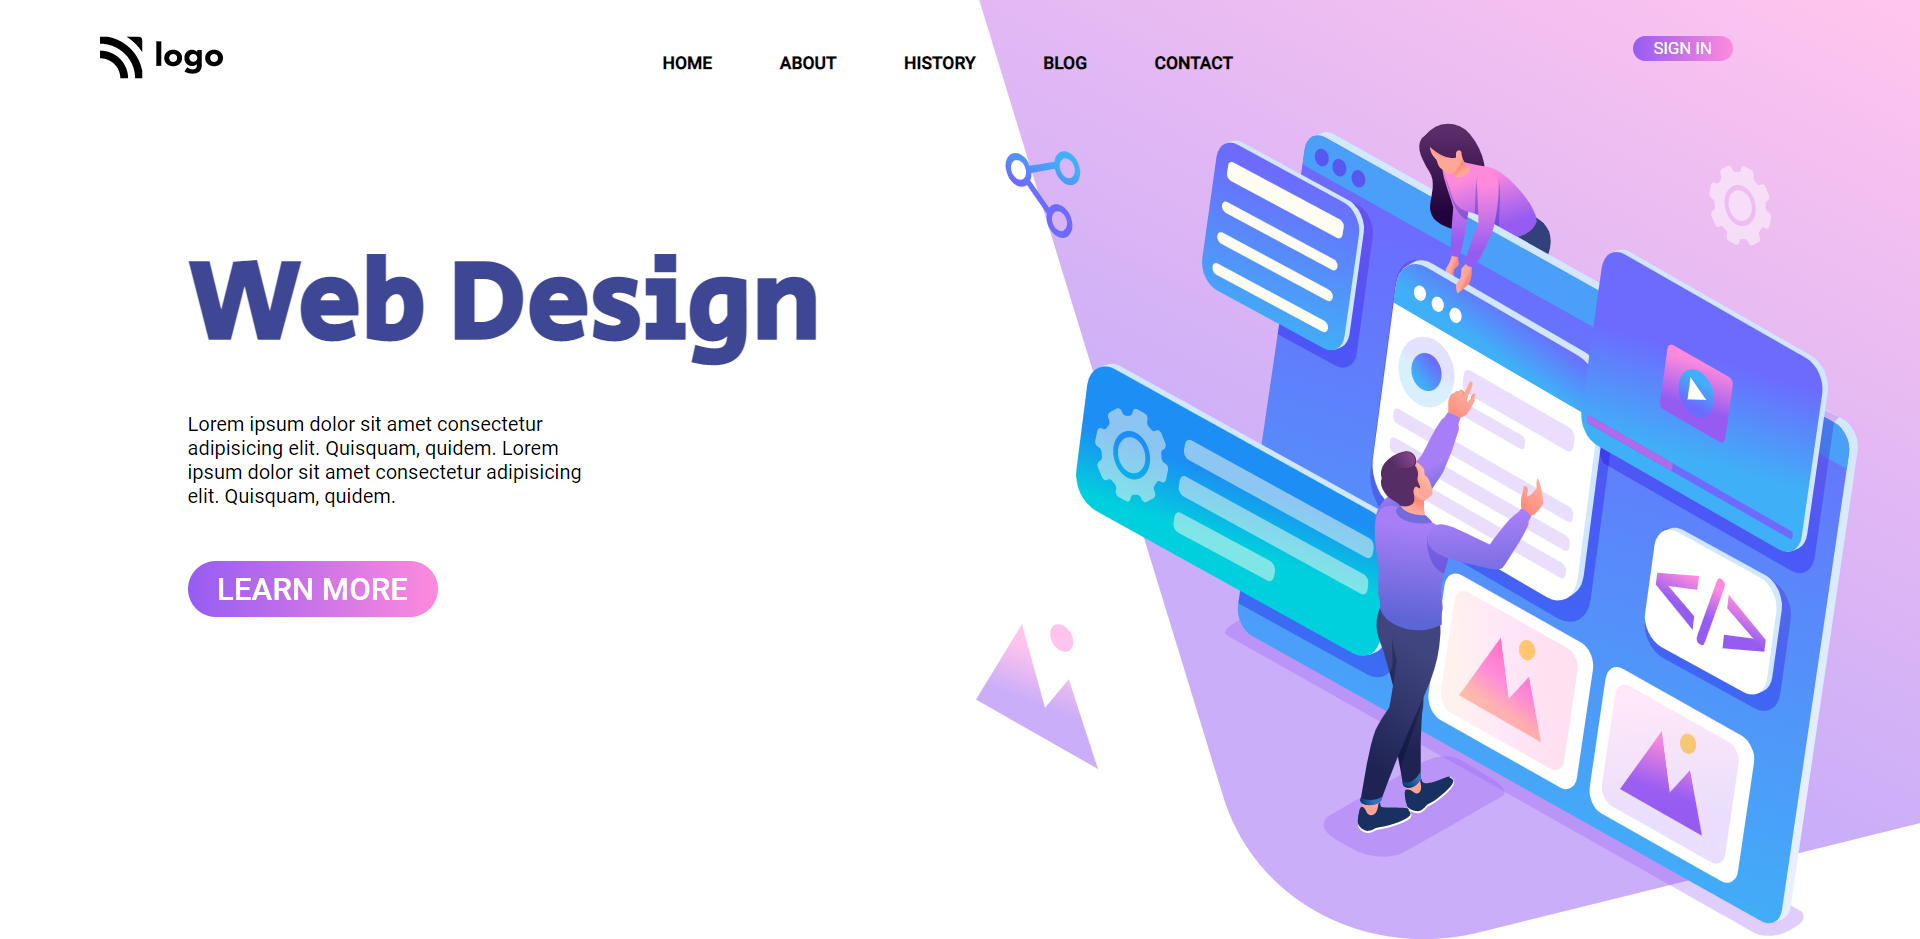 logo
HOME ABOUT HISTORY BLOG CONTACT
SIGN IN
Web Design
Lorem ipsum dolor sit amet consectetur
adipisicing elit. Quisquam, quidem. Lorem
ipsum dolor sit amet consectetur adipisicing
elit. Quisquam, quidem.
LEARN MORE
</>